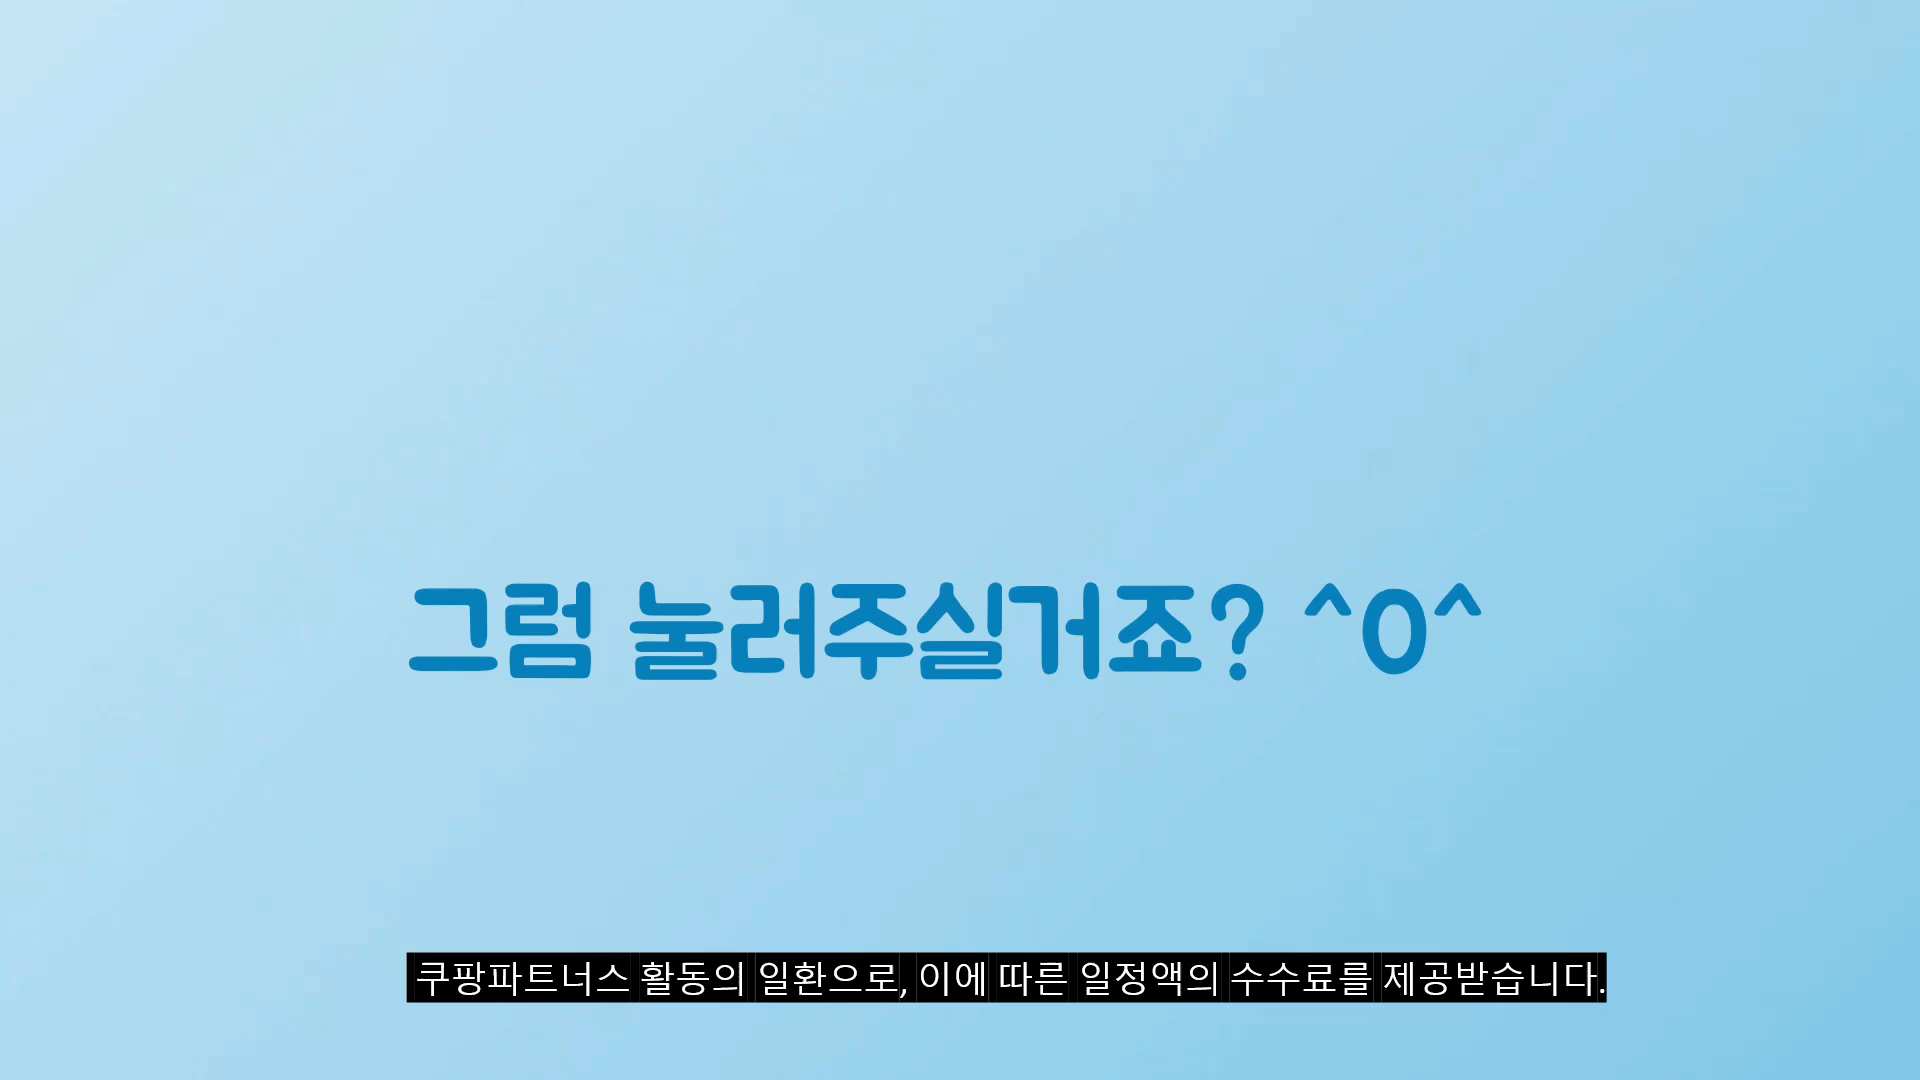 그럼 눌러주실거죠? ^0^
쿠팡파트너스 활동의 일환으로, 이에 따른 일정액의 수수료를 제공받습니다.